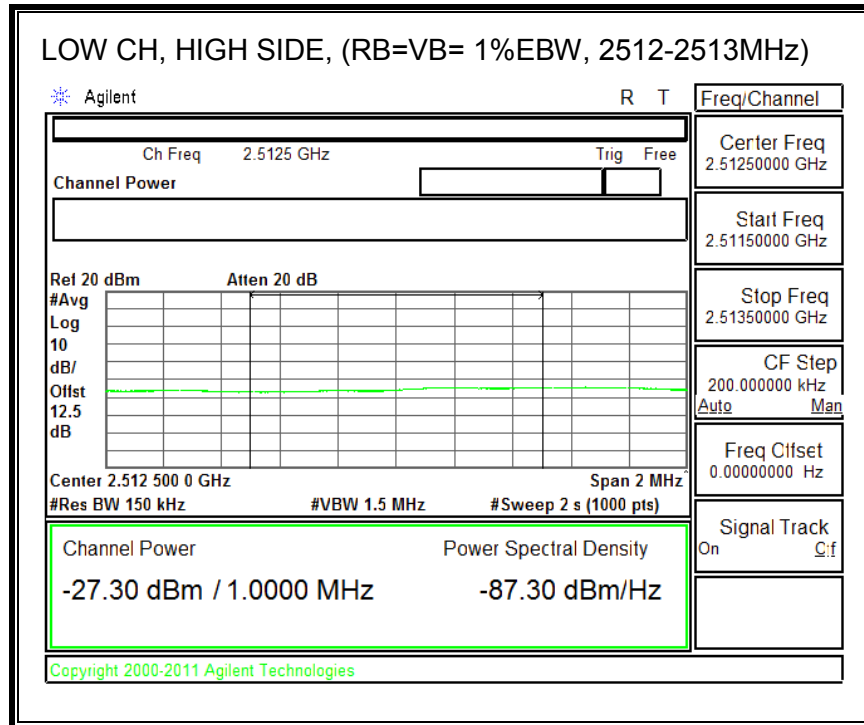 LOW CH, HIGH SIDE, (RB=VB= 1%EBW, 2512-2513MHz)
Agilent R T
Ch Freq 2.5125 GHz Trig Free
Channel Power
Ref 20 dBm Atten 20 dB
#Avg
Log
10
dB/
Offst
12.5
dB
Center 2.512 500 0 GHz Span 2 MHz
#Res BW 150 kHz #VBW 1.5 MHz #Sweep 2 s (1000 pts)
Channel Power Power Spectral Density
-27.30 dBm / 1.0000 MHz -87.30 dBm/Hz
Copyright 2000-2011 Agilent Technologies
Freq/Channel
Center Freq
2.51250000 GHz
Start Freq
2.51150000 GHz
Stop Freq
2.51350000 GHz
CF Step
200.000000 kHz
Auto Man
Freq Offset
0.00000000 Hz
Signal Track
On Off